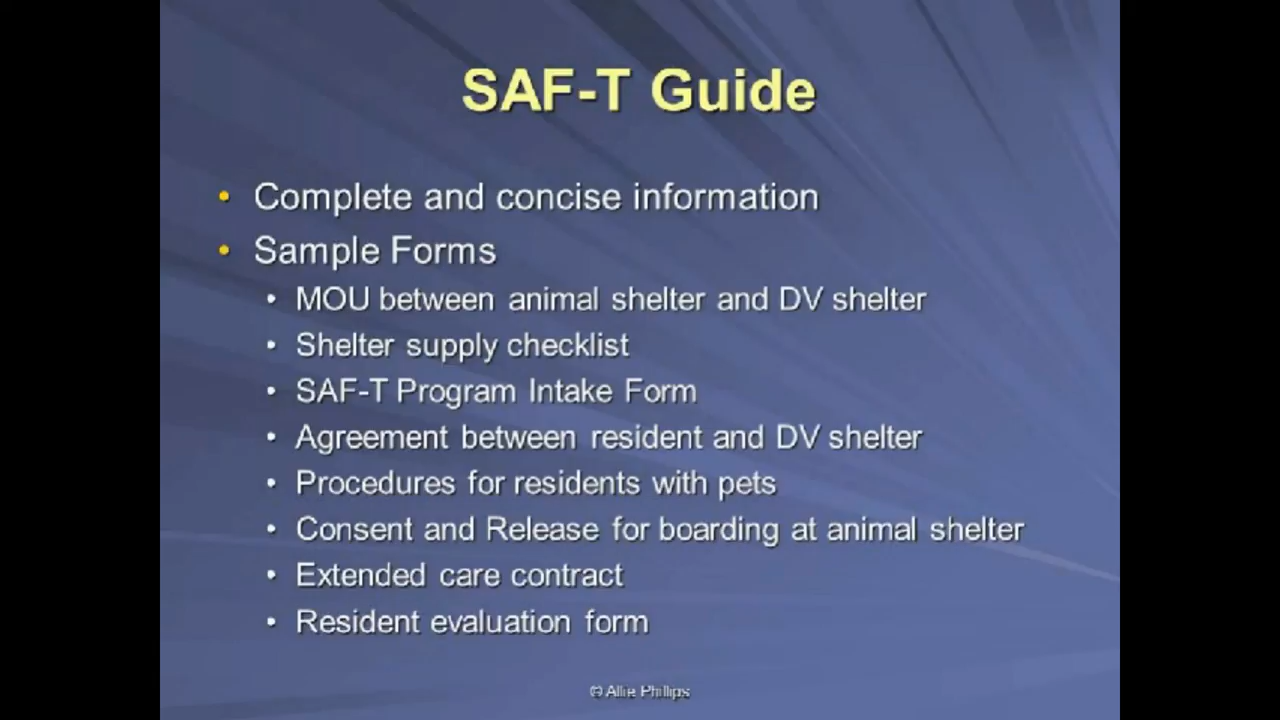 SAF-T Guide
• Complete and concise information
• Sample Forms
• MOU between animal shelter and DV shelter
• Shelter supply checklist
• SAF-T Program Intake Form
• Agreement between resident and DV shelter
• Procedures for residents with pets
• Consent and Release for boarding at animal shelter
• Extended care contract
• Resident evaluation form
© Allie Phillips